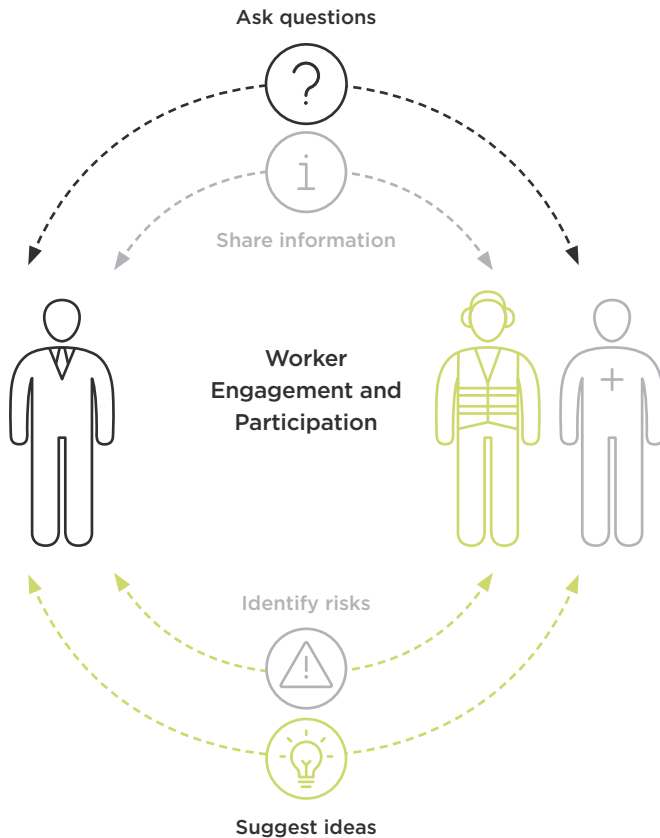 Ask questions
?
i
Share information
Worker
Engagement and
Participation
Identify risks
!
Suggest ideas